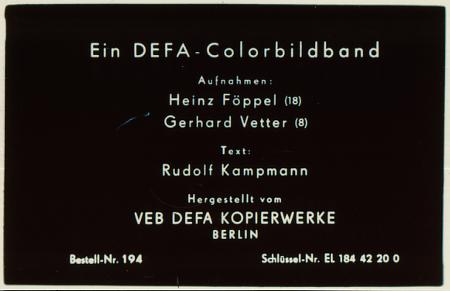 Ein DEFA-Colorbildband
Aufnahmen:
Heinz Föppel (18)
Gerhard Vetter (8)
Text:
Rudolf Kampmann
Hergestellt vom
VEB DEFA KOPIERWERKE
BERLIN
Bestell-Nr. 194 Schlüssel-Nr. EL 184 42 20 0